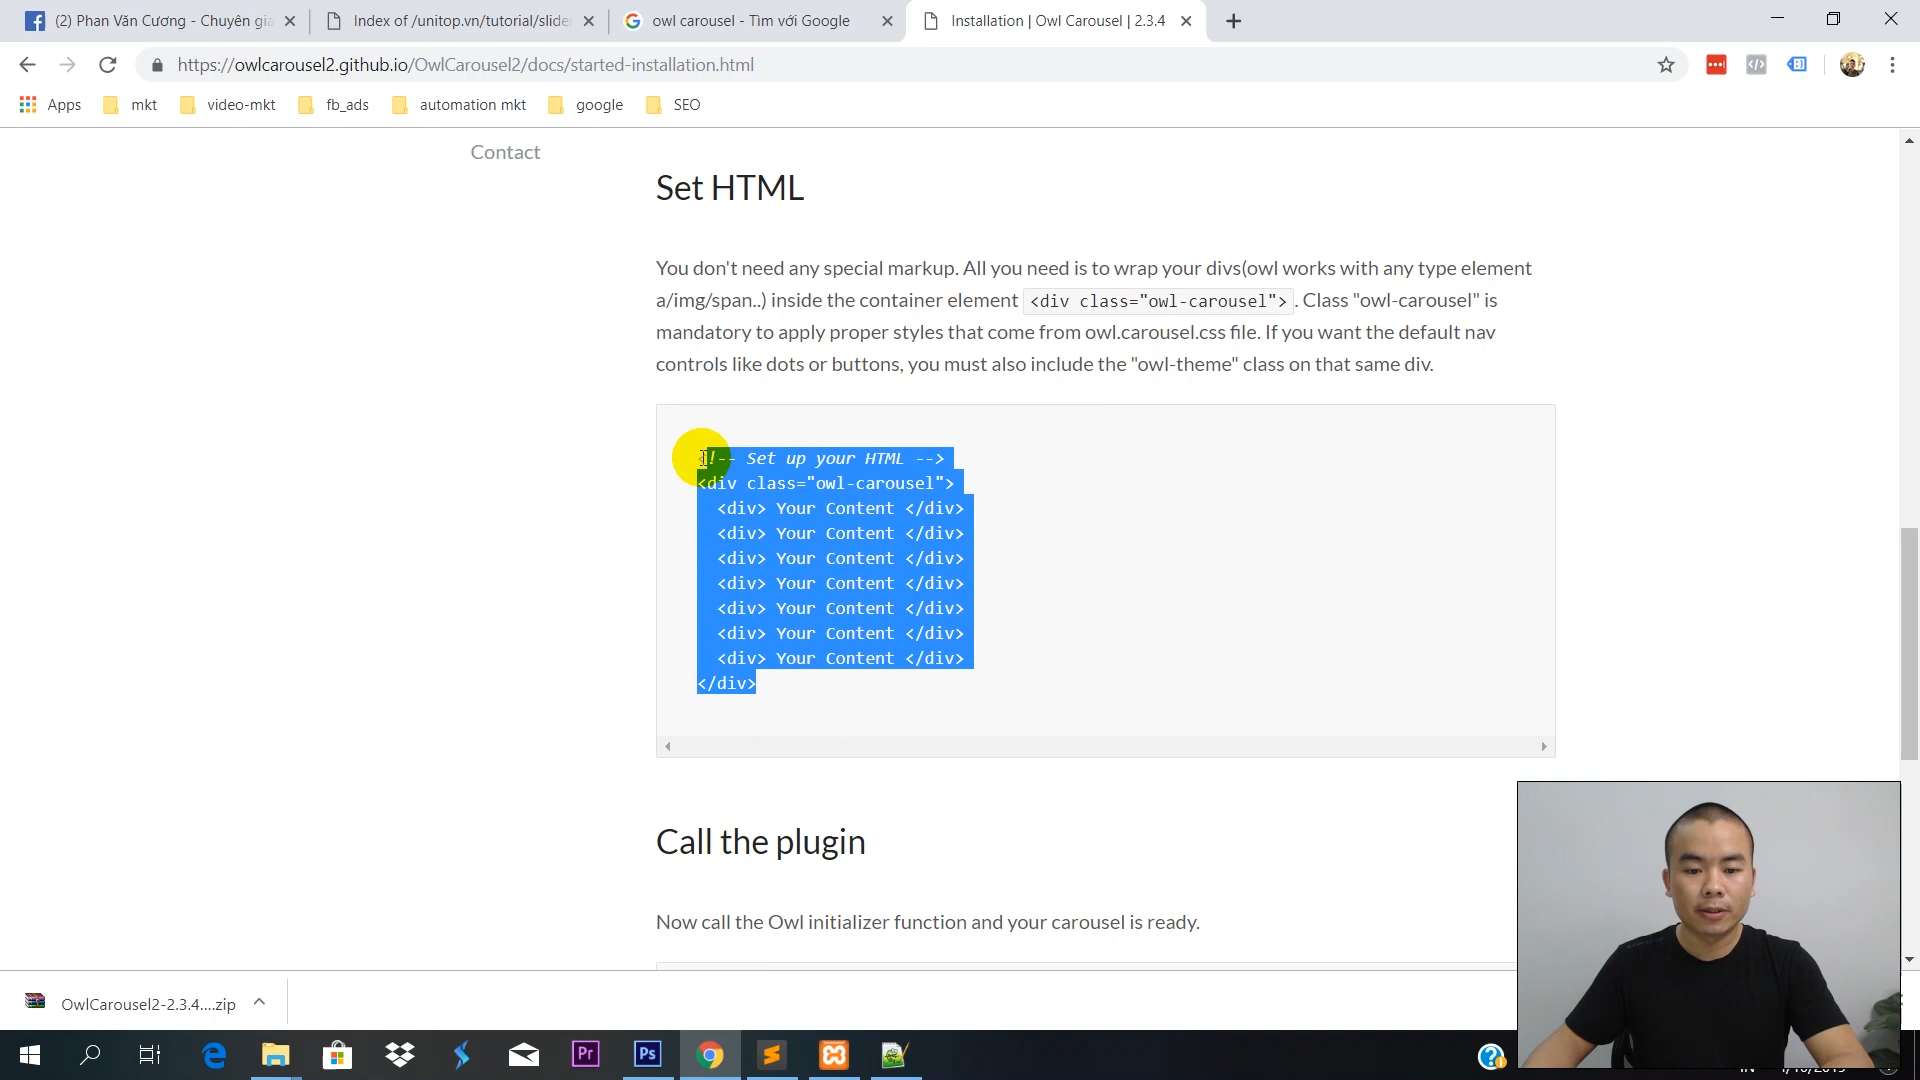 (2) Phan Văn Cương - Chuyên gia
Index of /unitop.vn/tutorial/slide
owl carousel - Tìm với Google
Installation | Owl Carousel | 2.3.4
https://owlcarousel2.github.io/OwlCarousel2/docs/started-installation.html
Apps
mkt
video-mkt
fb_ads
automation mkt
google
SEO
Contact
Set HTML
You don't need any special markup. All you need is to wrap your divs(owl works with any type element
a/img/span..) inside the container element <div class="owl-carousel">. Class "owl-carousel" is
mandatory to apply proper styles that come from owl.carousel.css file. If you want the default nav
controls like dots or buttons, you must also include the "owl-theme" class on that same div.
<!-- Set up your HTML -->
<div class="owl-carousel">
<div> Your Content </div>
<div> Your Content </div>
<div> Your Content </div>
<div> Your Content </div>
<div> Your Content </div>
<div> Your Content </div>
<div> Your Content </div>
</div>
Call the plugin
Now call the Owl initializer function and your carousel is ready.
OwlCarousel2-2.3.4....zip
Pr
Ps